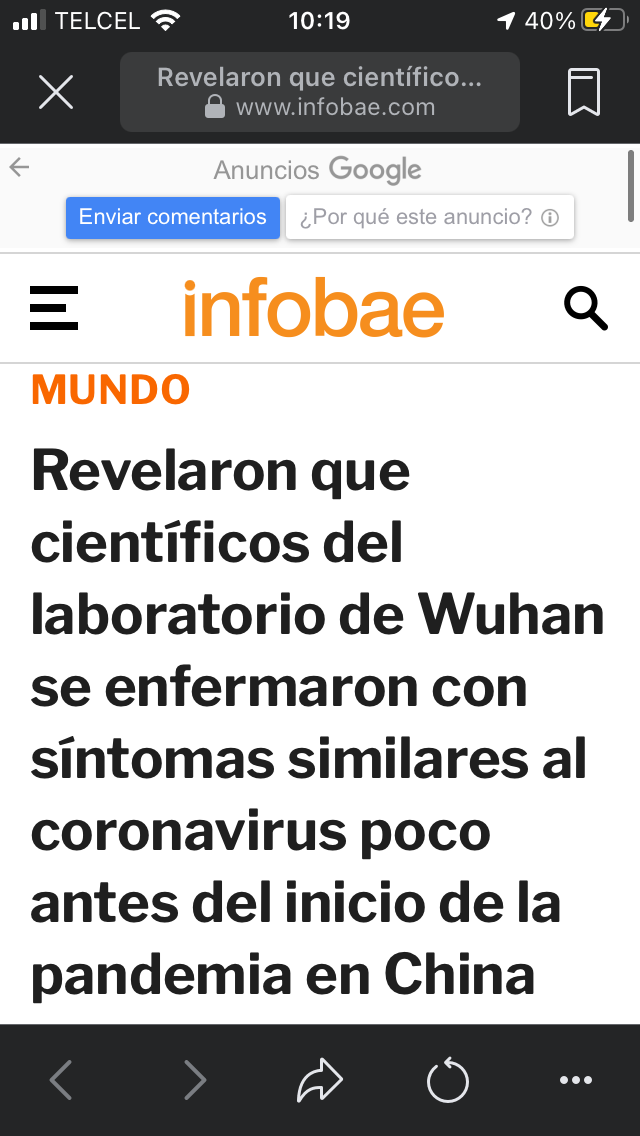 TELCEL 10:19 40%
Revelaron que científico...
www.infobae.com
Anuncios Google
Enviar comentarios ¿Por qué este anuncio?
infobae
MUNDO
Revelaron que
científicos del
laboratorio de Wuhan
se enfermaron con
síntomas similares al
coronavirus poco
antes del inicio de la
pandemia en China